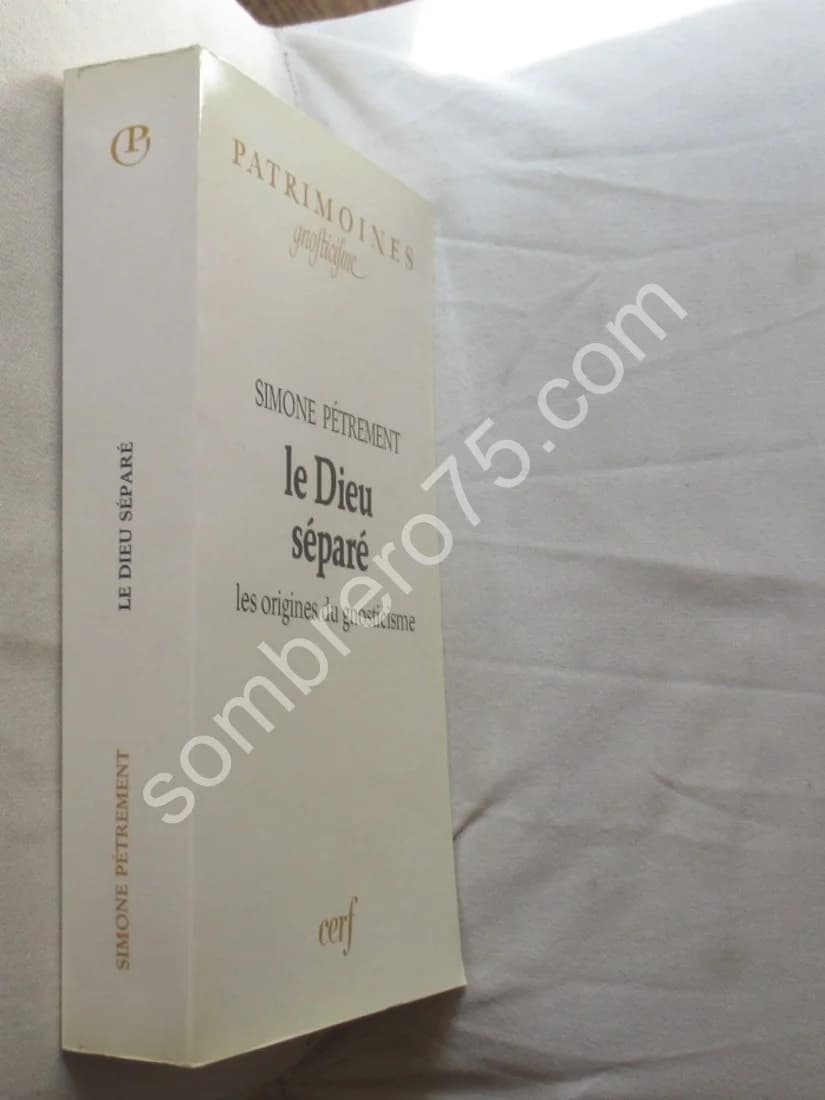 P
LE DIEU SÉPARÉ
SIMONE PÉTREMENT
PATRIMOINES
gnosticisme
SIMONE PÉTREMENT
le Dieu
séparé
les origines du gnosticisme
cerf
sombrero75.com